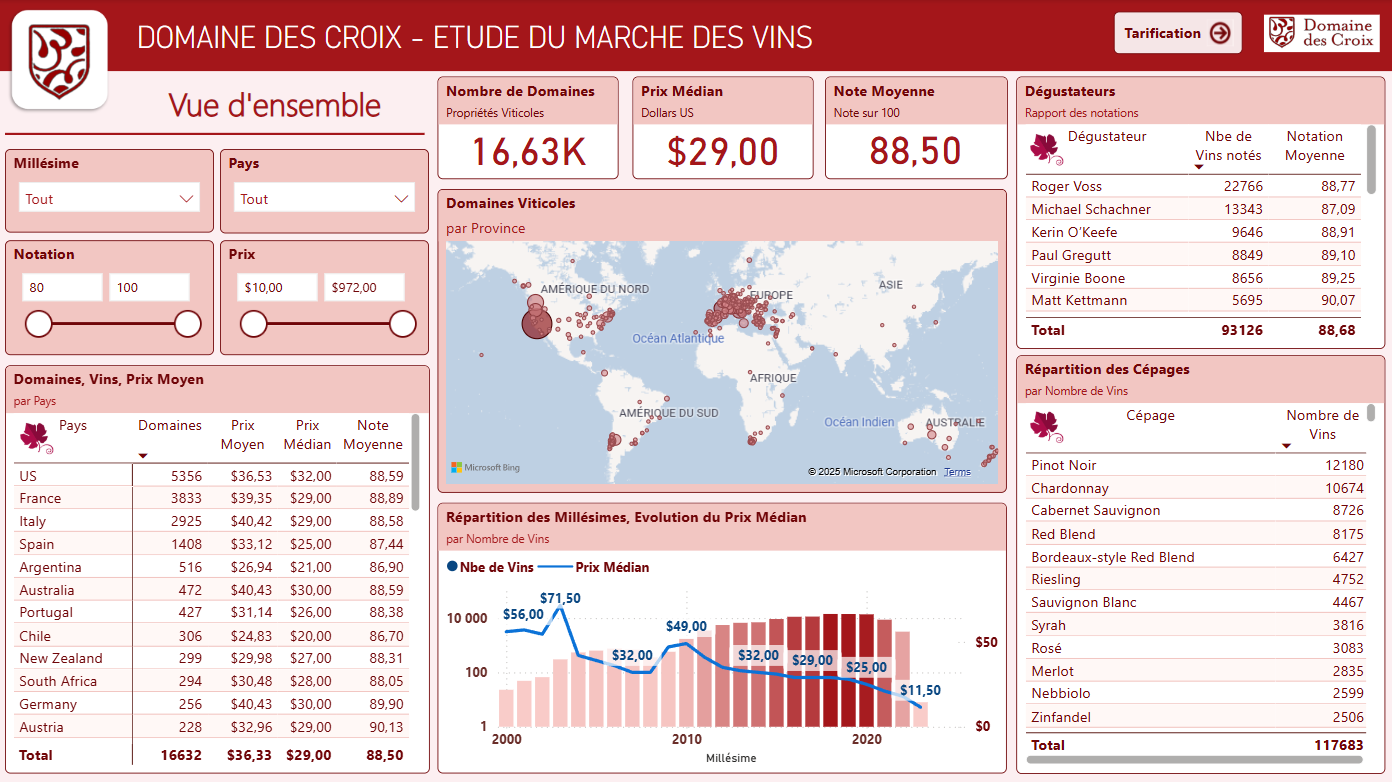 DOMAINE DES CROIX - ETUDE DU MARCHE DES VINS
Tarification
Domaine
des Croix
Vue d'ensemble
Millésime
Tout
Pays
Tout
Notation
80 100
Prix
$10,00 $972,00
Domaines, Vins, Prix Moyen
par Pays
Pays Domaines Prix Moyen Prix Médian Note Moyenne
US 5356 $36,53 $32,00 88,59
France 3833 $39,35 $29,00 88,89
Italy 2925 $40,42 $29,00 88,58
Spain 1408 $33,12 $25,00 87,44
Argentina 516 $26,94 $21,00 86,90
Australia 472 $40,43 $30,00 88,59
Portugal 427 $31,14 $26,00 88,38
Chile 306 $24,83 $20,00 86,70
New Zealand 299 $29,98 $27,00 88,31
South Africa 294 $30,48 $28,00 88,05
Germany 256 $40,43 $30,00 89,90
Austria 228 $32,96 $29,00 90,13
Total 16632 $36,33 $29,00 88,50
Nombre de Domaines
Propriétés Viticoles
16,63K
Prix Médian
Dollars US
$29,00
Note Moyenne
Note sur 100
88,50
Domaines Viticoles
par Province
AMÉRIQUE DU NORD
EUROPE
ASIE
Océan Atlantique
AFRIQUE
AMÉRIQUE DU SUD
Océan Indien
AUSTRALIE
Microsoft Bing
© 2025 Microsoft Corporation Terms
Répartition des Millésimes, Evolution du Prix Médian
par Nombre de Vins
Nbe de Vins Prix Médian
$71,50
$56,00
10 000
$49,00
$50
$32,00
$32,00
$29,00
$25,00
100
$11,50
1
$0
2000 2010 2020
Millésime
Dégustateurs
Rapport des notations
Dégustateur Nbe de Vins notés Notation Moyenne
Roger Voss 22766 88,77
Michael Schachner 13343 87,09
Kerin O'Keefe 9646 88,91
Paul Gregutt 8849 89,10
Virginie Boone 8656 89,25
Matt Kettmann 5695 90,07
Total 93126 88,68
Répartition des Cépages
par Nombre de Vins
Cépage Nombre de Vins
Pinot Noir 12180
Chardonnay 10674
Cabernet Sauvignon 8726
Red Blend 8175
Bordeaux-style Red Blend 6427
Riesling 4752
Sauvignon Blanc 4467
Syrah 3816
Rosé 3083
Merlot 2835
Nebbiolo 2599
Zinfandel 2506
Total 117683